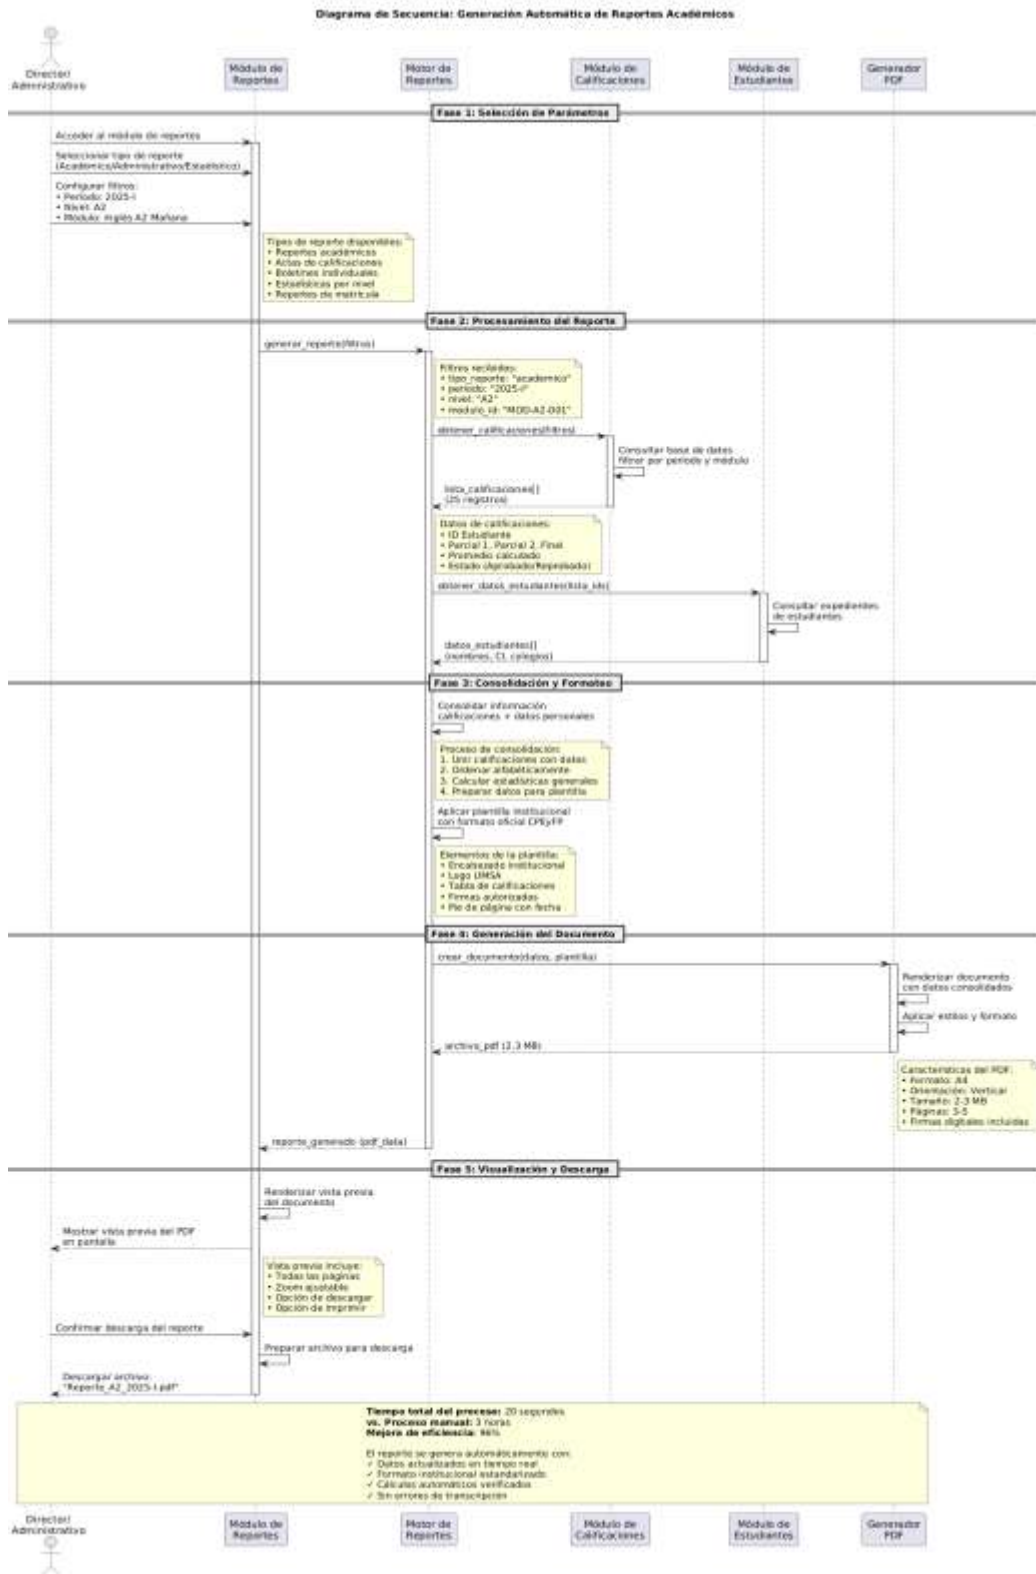 Diagrama de Secuencia: Generación Automática de Reportes Académicos
Director/
Administrativo
Módulo de
Reportes
Motor de
Reportes
Módulo de
Calificaciones
Módulo de
Estudiantes
Generador
PDF
Fase 1: Selección de Parámetros
Acceder al módulo de reportes
Seleccionar tipo de reporte
(Académico/Administrativo/Estadístico)
Configurar filtros:
• Período: 2025-I
• Nivel: A2
• Módulo: Inglés A2 Mañana
Tipos de reporte disponibles:
• Reportes académicos
• Actas de calificaciones
• Boletines individuales
• Estadísticas por nivel
• Reportes de matrícula
Fase 2: Procesamiento del Reporte
generar_reporte(filtros)
Filtros recibidos:
• tipo_reporte: "academico"
• periodo: "2025-I"
• nivel: "A2"
• modulo_id: "MOD-A2-001"
obtener_calificaciones(filtros)
Consultar base de datos
filtrar por período y módulo
lista_calificaciones[]
(25 registros)
Datos de calificaciones:
• ID Estudiante
• Parcial 1, Parcial 2, Final
• Promedio calculado
• Estado (Aprobado/Reprobado)
obtener_datos_estudiantes(lista_ids)
Consultar expedientes
de estudiantes
datos_estudiantes[]
(nombres, CI, colegios)
Fase 3: Consolidación y Formateo
Consolidar información
calificaciones + datos personales
Proceso de consolidación:
1. Unir calificaciones con datos
2. Ordenar alfabéticamente
3. Calcular estadísticas generales
4. Preparar datos para plantilla
Aplicar plantilla institucional
con formato oficial CPEyFP
Elementos de la plantilla:
• Encabezado institucional
• Logo UMSA
• Tabla de calificaciones
• Firmas autorizadas
• Pie de página con fecha
Fase 4: Generación del Documento
crear_documento(datos, plantilla)
Renderizar documento
con datos consolidados
Aplicar estilos y formato
archivo_pdf (2.3 MB)
Características del PDF:
• Formato: A4
• Orientación: Vertical
• Tamaño: 2-3 MB
• Páginas: 3-5
• Firmas digitales incluidas
reporte_generado (pdf_data)
Fase 5: Visualización y Descarga
Renderizar vista previa
del documento
Mostrar vista previa del PDF
en pantalla
Vista previa incluye:
• Todas las páginas
• Zoom ajustable
• Opción de descargar
• Opción de imprimir
Confirmar descarga del reporte
Preparar archivo para descarga
Descargar archivo:
"Reporte_A2_2025-I.pdf"
Tiempo total del proceso: 20 segundos
vs. Proceso manual: 3 horas
Mejora de eficiencia: 96%
El reporte se genera automáticamente con:
✓ Datos actualizados en tiempo real
✓ Formato institucional estandarizado
✓ Cálculos automáticos verificados
✓ Sin errores de transcripción
Director/
Administrativo
Módulo de
Reportes
Motor de
Reportes
Módulo de
Calificaciones
Módulo de
Estudiantes
Generador
PDF